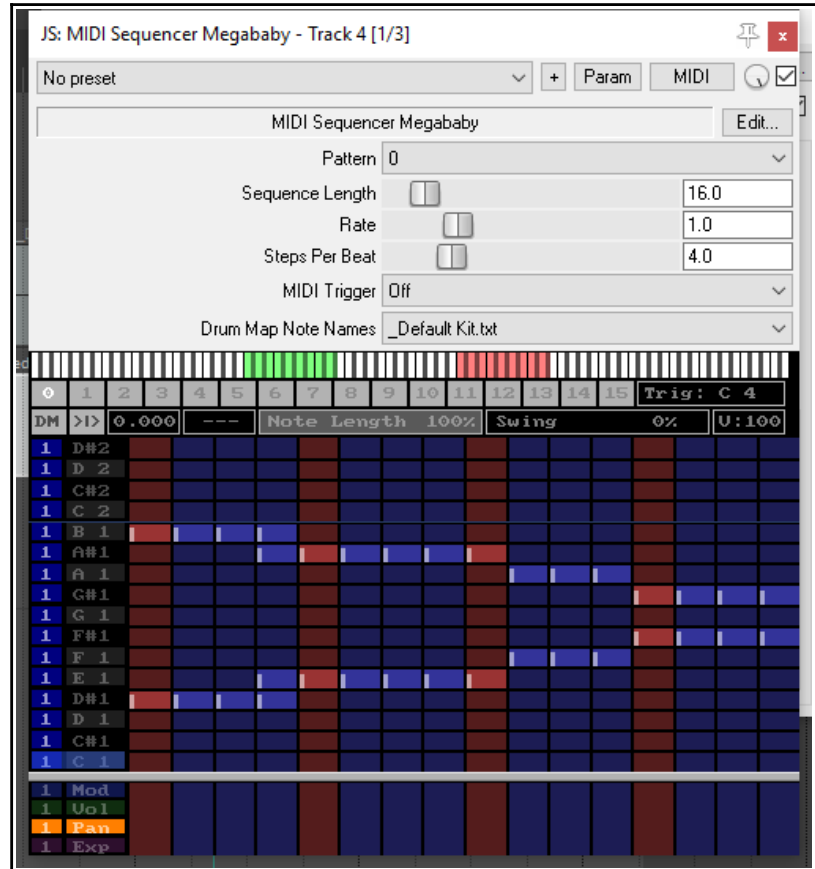 JS: MIDI Sequencer Megababy - Track 4 [1/3]
x
No preset + Param MIDI
MIDI Sequencer Megababy Edit...
Pattern 0
Sequence Length 16.0
Rate 1.0
Steps Per Beat 4.0
MIDI Trigger Off
Drum Map Note Names _Default Kit.txt
0 1 2 3 4 5 6 7 8 9 10 11 12 13 14 15 Trig: C 4
DM >I> 0.000 --- Note Length 100% Swing 0% V:100
1 D#2
1 D 2
1 C#2
1 C 2
1 B 1
1 A#1
1 A 1
1 G#1
1 G 1
1 F#1
1 F 1
1 E 1
1 D#1
1 D 1
1 C#1
1 C 1
1 Mod
1 Vol
1 Pan
1 Exp